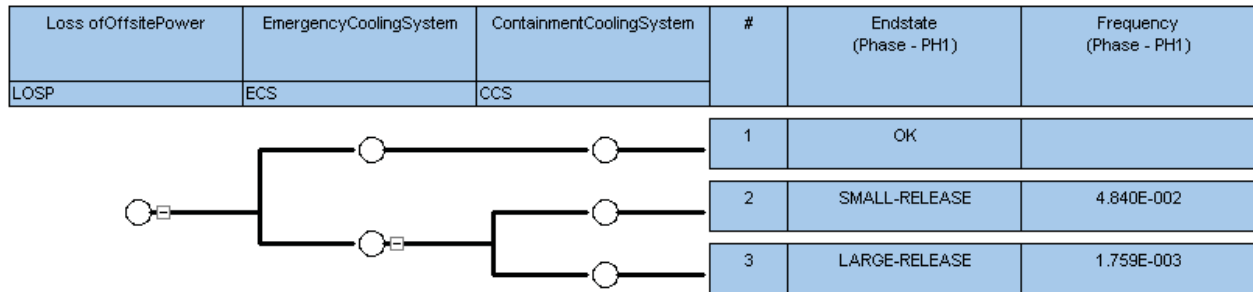 Loss ofOffsitePower EmergencyCoolingSystem ContainmentCoolingSystem # Endstate Frequency
(Phase - PH1) (Phase - PH1)
LOSP ECS CCS
1 OK
2 SMALL-RELEASE 4.840E-002
3 LARGE-RELEASE 1.759E-003